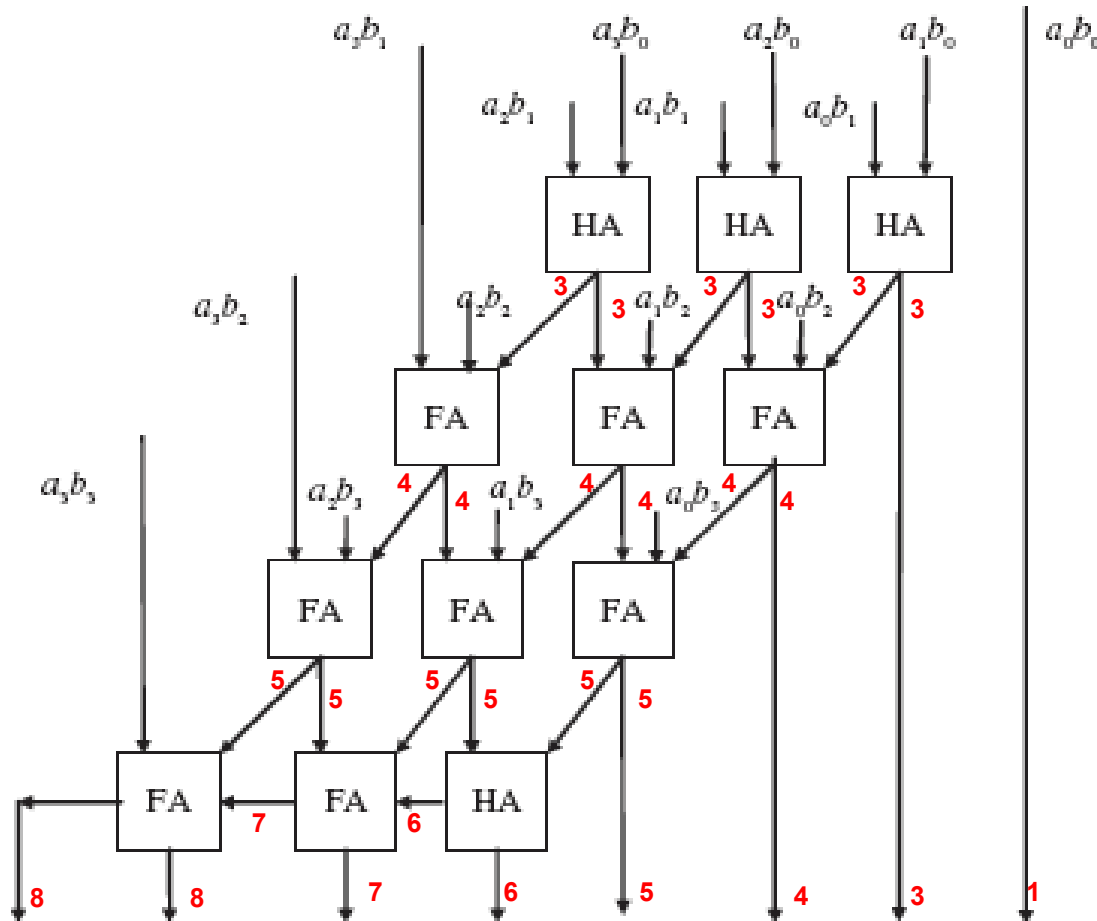 a₃b₁ a₃b₀ a₂b₀ a₁b₀ a₀b₀
a₂b₁ a₁b₁ a₀b₁
HA HA HA
3 3 3 3 3 3
a₃b₂ a₂b₂ a₁b₂ a₀b₂
FA FA FA
4 4 4 4 4 4
a₃b₃ a₂b₃ a₁b₃ a₀b₃
FA FA FA
5 5 5 5 5 5
FA FA HA
7 6
8 8 7 6 5 4 3 1